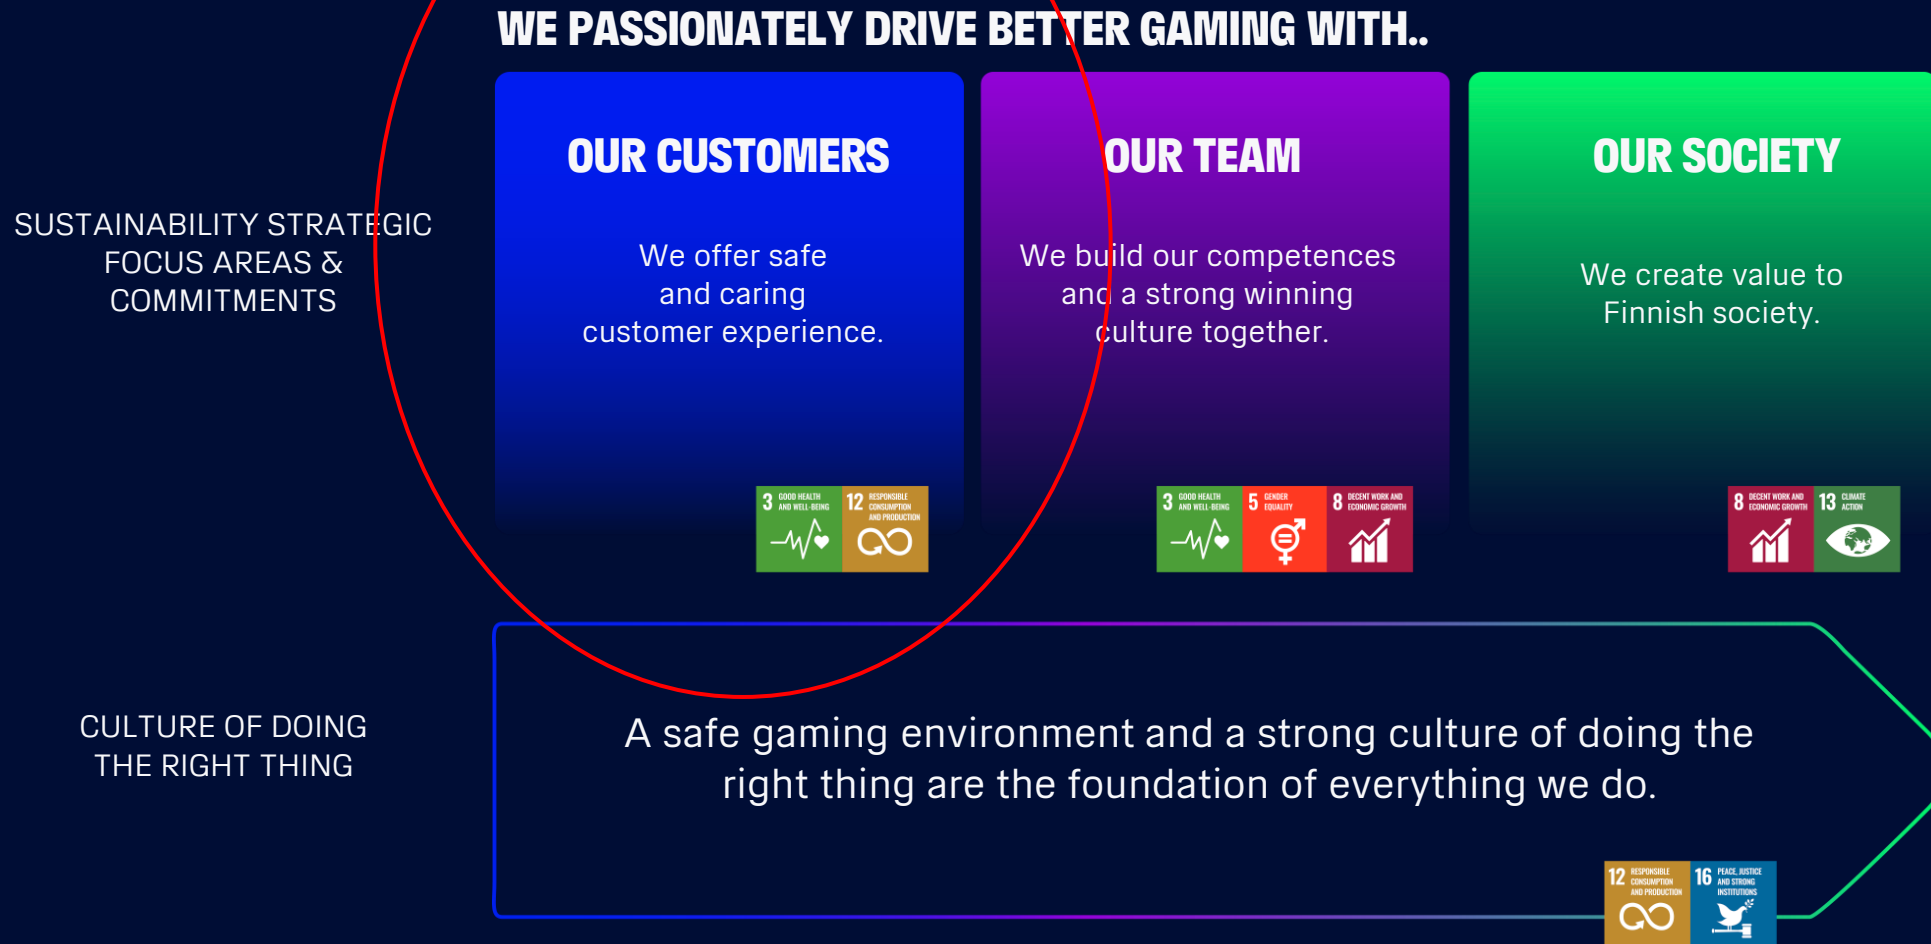 WE PASSIONATELY DRIVE BETTER GAMING WITH..
SUSTAINABILITY STRATEGIC
FOCUS AREAS &
COMMITMENTS
OUR CUSTOMERS
We offer safe
and caring
customer experience.
3 GOOD HEALTH
AND WELL-BEING
12 RESPONSIBLE
CONSUMPTION
AND PRODUCTION
OUR TEAM
We build our competences
and a strong winning
culture together.
3 GOOD HEALTH
AND WELL-BEING
5 GENDER
EQUALITY
8 DECENT WORK AND
ECONOMIC GROWTH
OUR SOCIETY
We create value to
Finnish society.
8 DECENT WORK AND
ECONOMIC GROWTH
13 CLIMATE
ACTION
CULTURE OF DOING
THE RIGHT THING
A safe gaming environment and a strong culture of doing the
right thing are the foundation of everything we do.
12 RESPONSIBLE
CONSUMPTION
AND PRODUCTION
16 PEACE, JUSTICE
AND STRONG
INSTITUTIONS